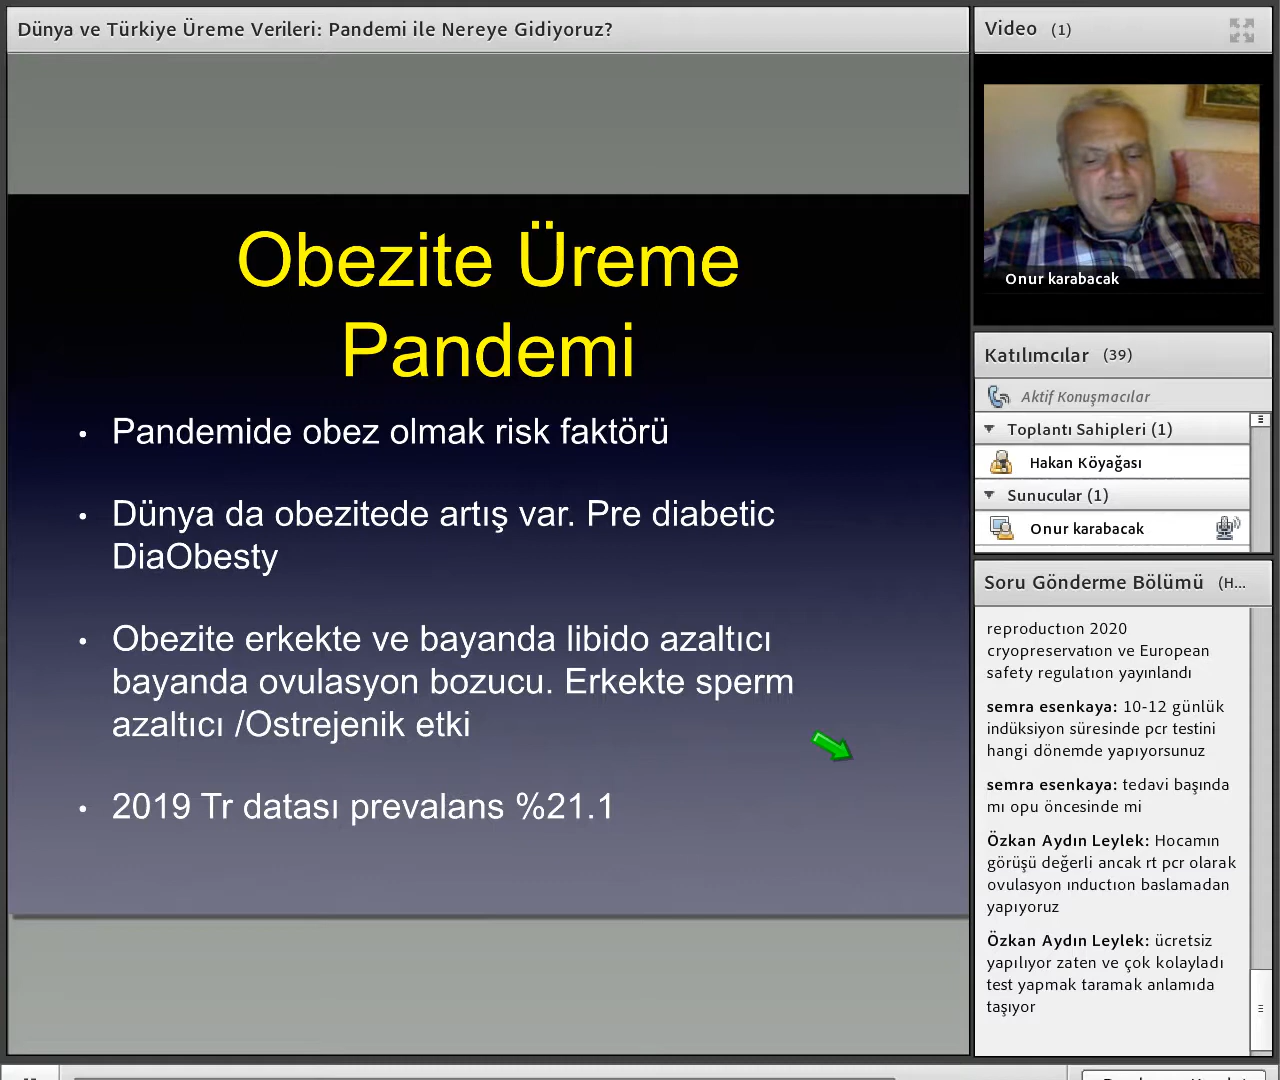 Dünya ve Türkiye Üreme Verileri: Pandemi ile Nereye Gidiyoruz?
Obezite Üreme
Pandemi
• Pandemide obez olmak risk faktörü
• Dünya da obezitede artış var. Pre diabetic
DiaObesty
• Obezite erkekte ve bayanda libido azaltıcı
bayanda ovulasyon bozucu. Erkekte sperm
azaltıcı /Ostrejenik etki
• 2019 Tr datası prevalans %21.1
Video (1)
Onur karabacak
Katılımcılar (39)
Aktif Konuşmacılar
Toplantı Sahipleri (1)
Hakan Köyağası
Sunucular (1)
Onur karabacak
Soru Gönderme Bölümü (H...
reproductıon 2020
cryopreservatıon ve European
safety regulatıon yayınlandı
semra esenkaya: 10-12 günlük
indüksiyon süresinde pcr testini
hangi dönemde yapıyorsunuz
semra esenkaya: tedavi başında
mı opu öncesinde mi
Özkan Aydın Leylek: Hocamın
görüşü değerli ancak rt pcr olarak
ovulasyon ınductıon baslamadan
yapıyoruz
Özkan Aydın Leylek: ücretsiz
yapılıyor zaten ve çok kolayladı
test yapmak taramak anlamıda
taşıyor